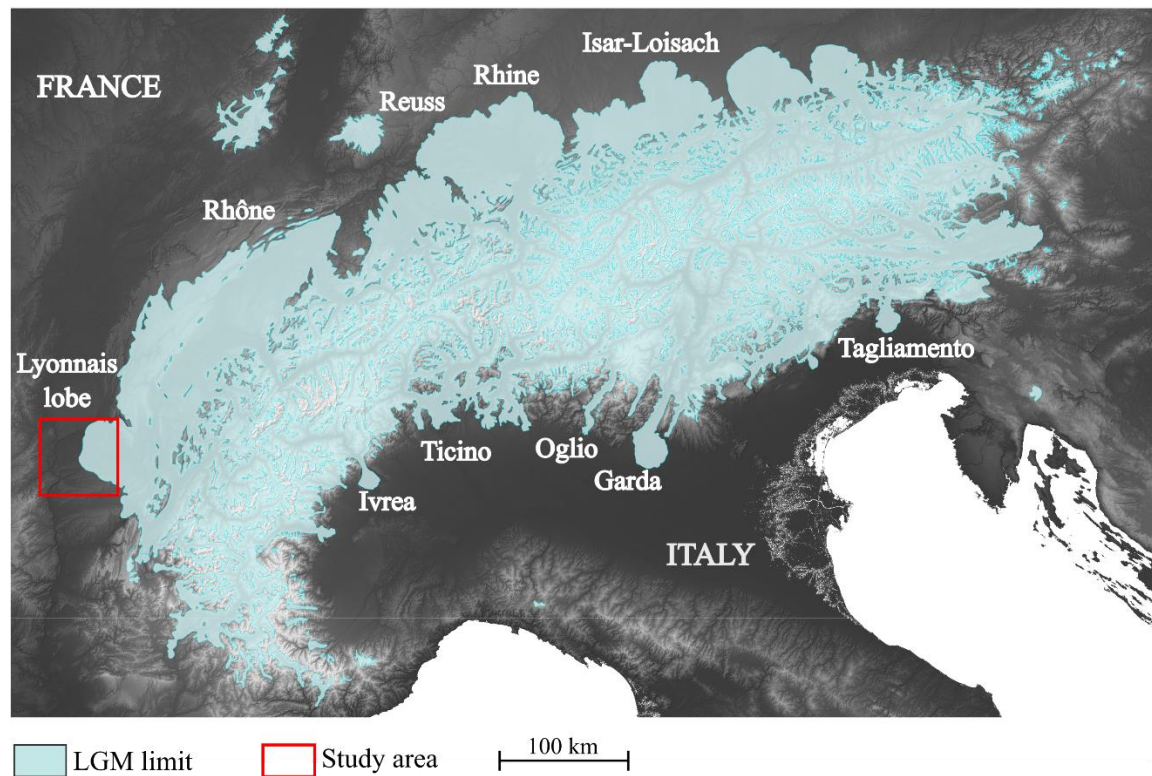 Isar-Loisach
FRANCE
Rhine
Reuss
Rhône
Lyonnais
lobe
Tagliamento
Ticino
Oglio
Garda
Ivrea
ITALY
LGM limit
Study area
100 km